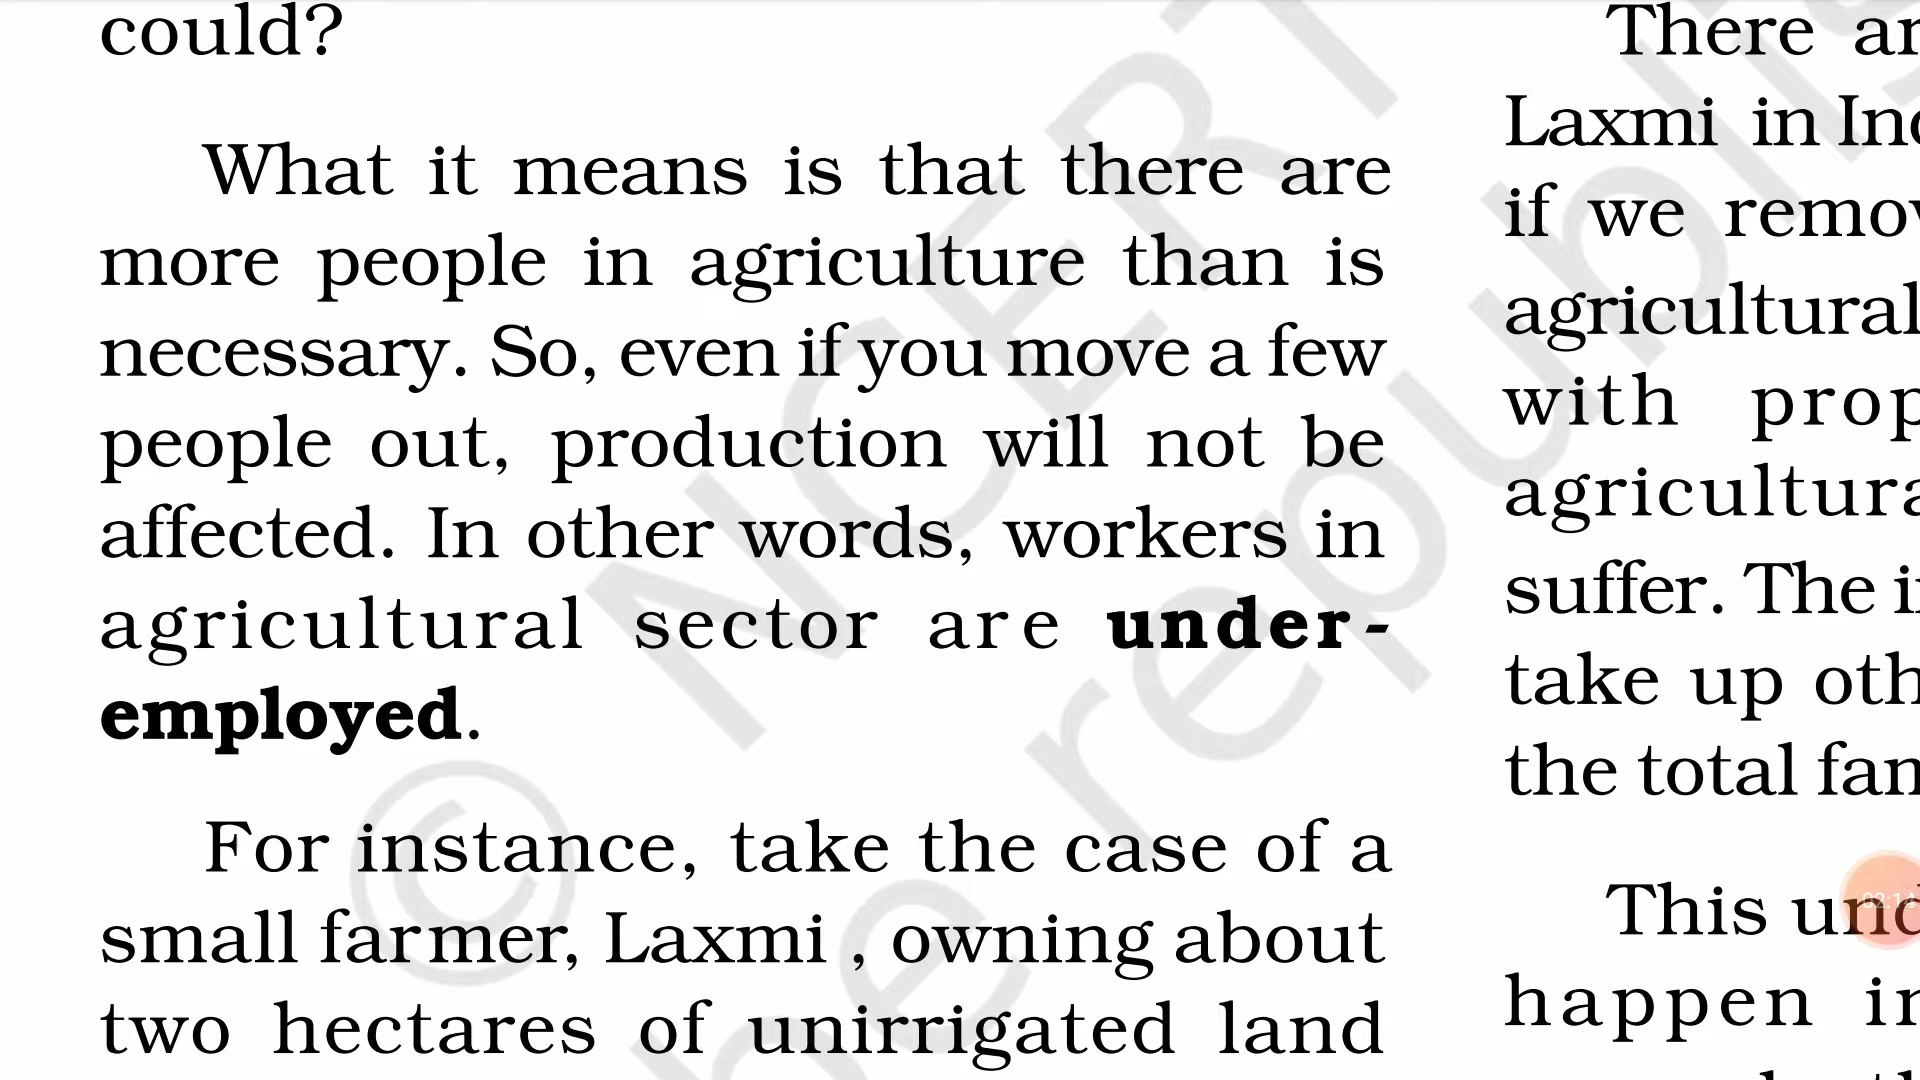 could?
What it means is that there are
more people in agriculture than is
necessary. So, even if you move a few
people out, production will not be
affected. In other words, workers in
agricultural sector are under-
employed.
For instance, take the case of a
small farmer, Laxmi , owning about
two hectares of unirrigated land
There
Laxmi in
if we
agricultural
with
suffer. The
take up
the total
This
happen
© NCERT